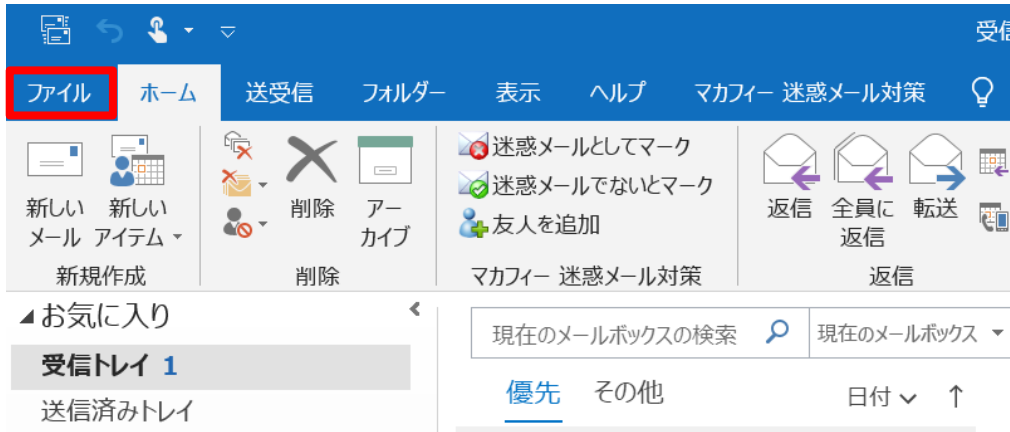 受信
ファイル ホーム 送受信 フォルダー 表示 ヘルプ マカフィー 迷惑メール対策
新しい
メール
新しい
アイテム
新規作成
削除
アー
カイブ
削除
迷惑メールとしてマーク
迷惑メールでないとマーク
友人を追加
マカフィー 迷惑メール対策
返信
全員に
返信
転送
返信
お気に入り
受信トレイ 1
送信済みトレイ
現在のメールボックスの検索 現在のメールボックス
優先 その他 日付